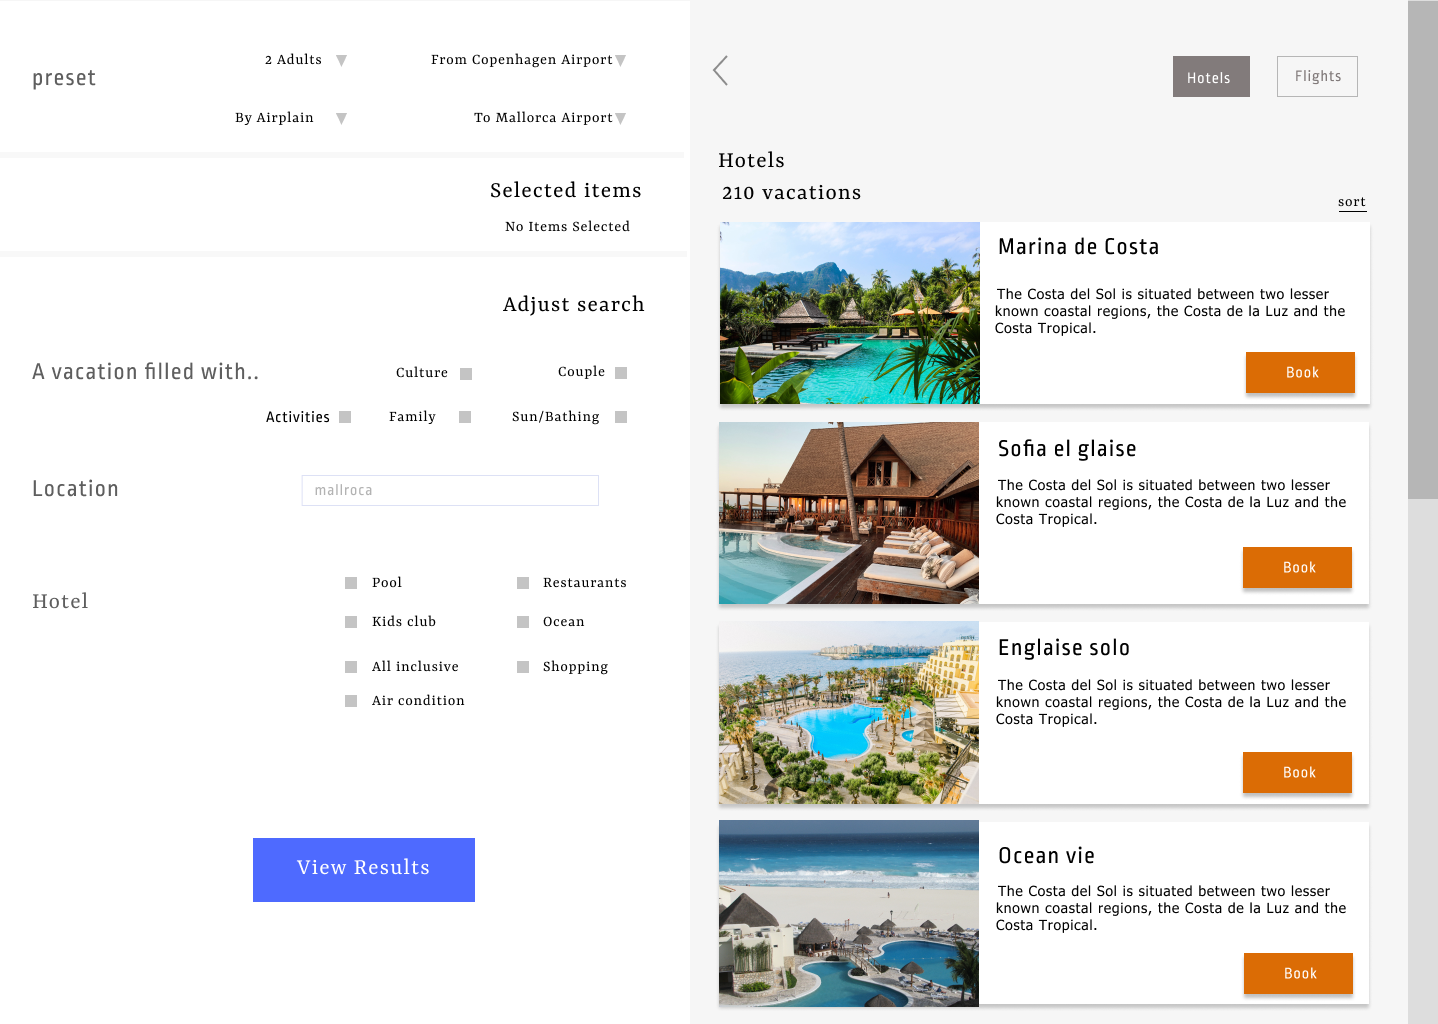 preset
2 Adults
From Copenhagen Airport
By Airplain
To Mallorca Airport
Selected items
No Items Selected
Adjust search
A vacation filled with..
Culture
Couple
Activities
Family
Sun/Bathing
Location
mallroca
Hotel
Pool
Restaurants
Kids club
Ocean
All inclusive
Shopping
Air condition
View Results
Hotels
Flights
Hotels
210 vacations
sort
Marina de Costa
The Costa del Sol is situated between two lesser
known coastal regions, the Costa de la Luz and the
Costa Tropical.
Book
Sofia el glaise
The Costa del Sol is situated between two lesser
known coastal regions, the Costa de la Luz and the
Costa Tropical.
Book
Englaise solo
The Costa del Sol is situated between two lesser
known coastal regions, the Costa de la Luz and the
Costa Tropical.
Book
Ocean vie
The Costa del Sol is situated between two lesser
known coastal regions, the Costa de la Luz and the
Costa Tropical.
Book